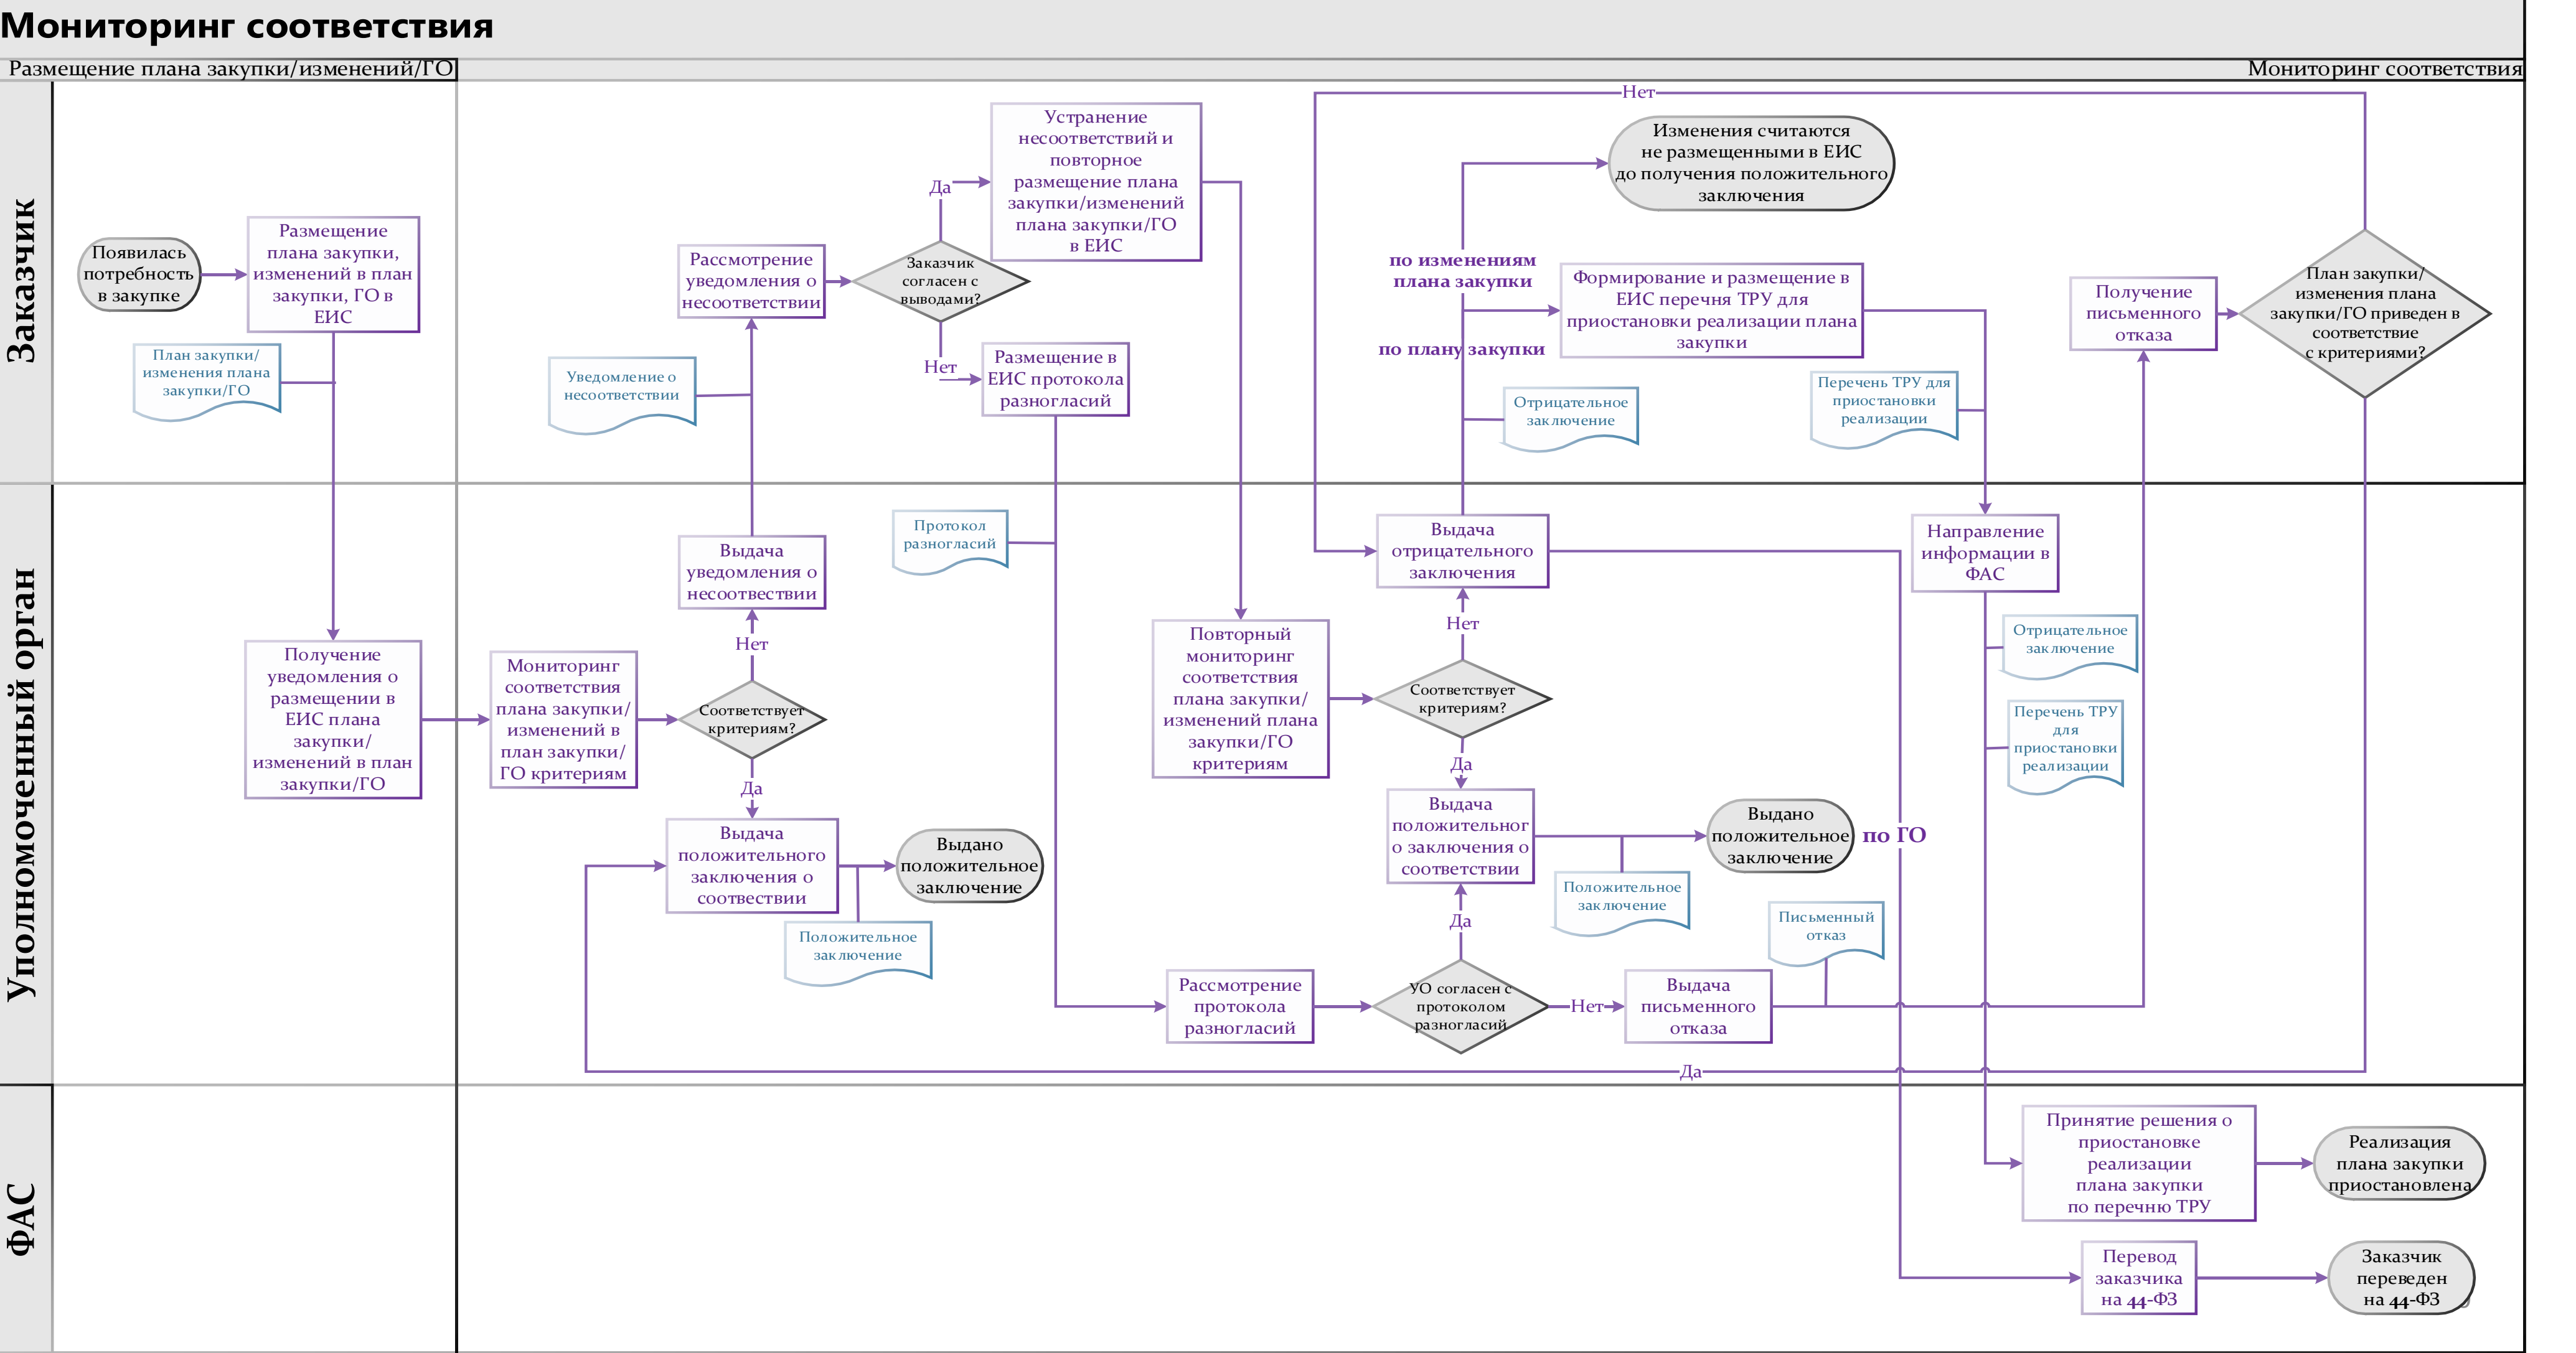 Мониторинг соответствия
Размещение плана закупки/изменений/ГО
Мониторинг соответствия
Заказчик
Появилась
потребность
в закупке
Размещение
плана закупки,
изменений в план
закупки, ГО в
ЕИС
План закупки/
изменения плана
закупки/ГО
Уведомление о
несоответствии
Рассмотрение
уведомления о
несоответствии
Заказчик
согласен с
выводами?
Да
Нет
Устранение
несоответствий и
повторное
размещение плана
закупки/изменений
плана закупки/ГО
в ЕИС
Размещение в
ЕИС протокола
разногласий
Нет
Изменения считаются
не размещенными в ЕИС
до получения положительного
заключения
по изменениям
плана закупки
по плану закупки
Формирование и размещение в
ЕИС перечня ТРУ для
приостановки реализации плана
закупки
Отрицательное
заключение
Перечень ТРУ для
приостановки
реализации
Получение
письменного
отказа
План закупки/
изменения плана
закупки/ГО приведен в
соответствие
с критериями?
Уполномоченный орган
Получение
уведомления о
размещении в
ЕИС плана
закупки/
изменений в план
закупки/ГО
Мониторинг
соответствия
плана закупки/
изменений в
план закупки/
ГО критериям
Выдача
уведомления о
несоотвествии
Нет
Соответствует
критериям?
Да
Выдача
положительного
заключения о
соотвествии
Выдано
положительное
заключение
Положительное
заключение
Протокол
разногласий
Повторный
мониторинг
соответствия
плана закупки/
изменений плана
закупки/ГО
критериям
Выдача
отрицательного
заключения
Нет
Соответствует
критериям?
Да
Выдача
положительног
о заключения о
соответствии
Выдано
положительное
заключение
по ГО
Положительное
заключение
Да
Рассмотрение
протокола
разногласий
УО согласен с
протоколом
разногласий
Нет
Выдача
письменного
отказа
Письменный
отказ
Направление
информации в
ФАС
Отрицательное
заключение
Перечень ТРУ
для
приостановки
реализации
Да
ФАС
Принятие решения о
приостановке
реализации
плана закупки
по перечню ТРУ
Реализация
плана закупки
приостановлена
Перевод
заказчика
на 44-ФЗ
Заказчик
переведен
на 44-ФЗ